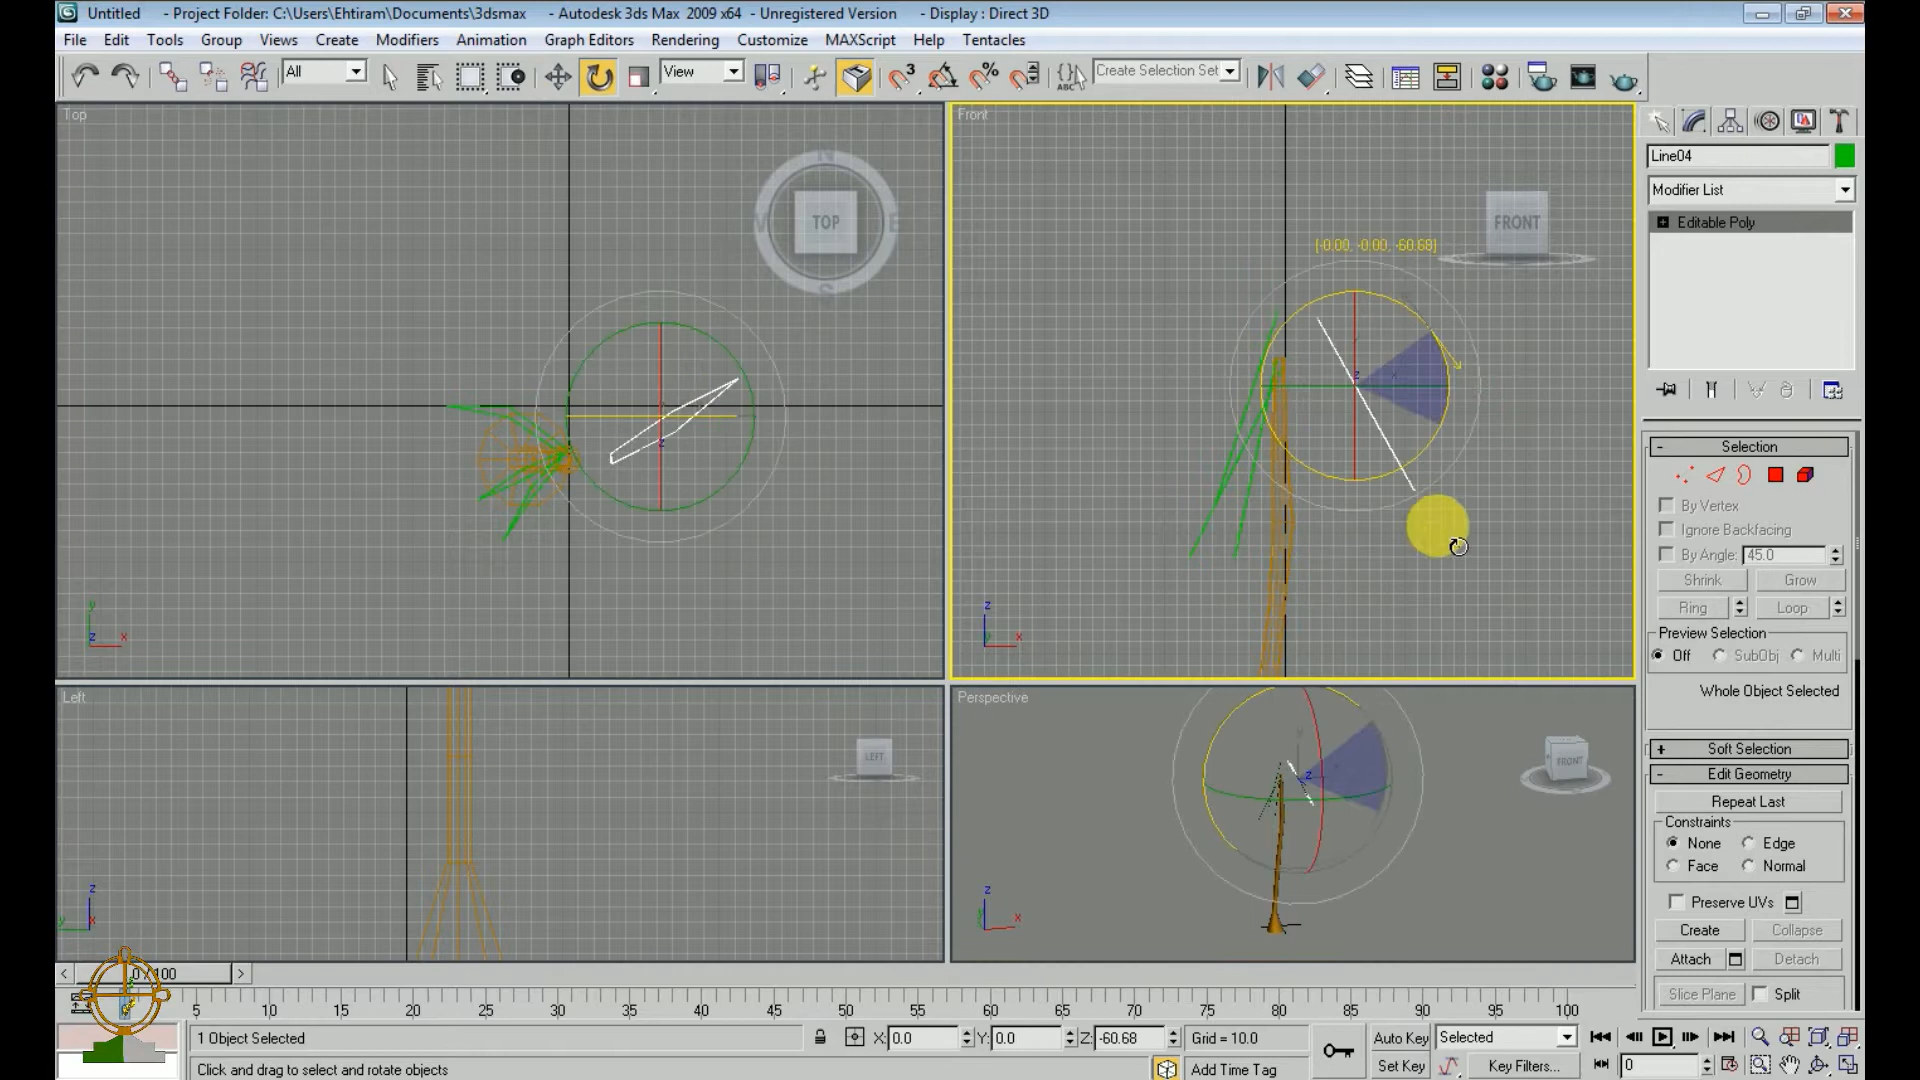 Untitled - Project Folder: C:\Users\Ehtiram\Documents\3dsmax - Autodesk 3ds Max 2009 x64 - Unregistered Version - Display : Direct 3D
File Edit Tools Group Views Create Modifiers Animation Graph Editors Rendering Customize MAXScript Help Tentacles
All View 3 % ABC Create Selection Set
Top
N
TOP
S
Front
FRONT
[-0.00, -0.00, -60.68]
Left
LEFT
Perspective
FRONT
Line04
Modifier List
Editable Poly
Selection
By Vertex
Ignore Backfacing
By Angle: 45.0
Shrink Grow
Ring Loop
Preview Selection
Off SubObj Multi
Whole Object Selected
Soft Selection
Edit Geometry
Repeat Last
Constraints
None Edge
Face Normal
Preserve UVs
Create Collapse
Attach Detach
Slice Plane Split
0 / 100
5 10 15 20 25 30 35 40 45 50 55 60 65 70 75 80 85 90 95 100
1 Object Selected X: 0.0 Y: 0.0 Z: -60.68 Grid = 10.0 Auto Key Selected
Click and drag to select and rotate objects Add Time Tag Set Key Key Filters... 0